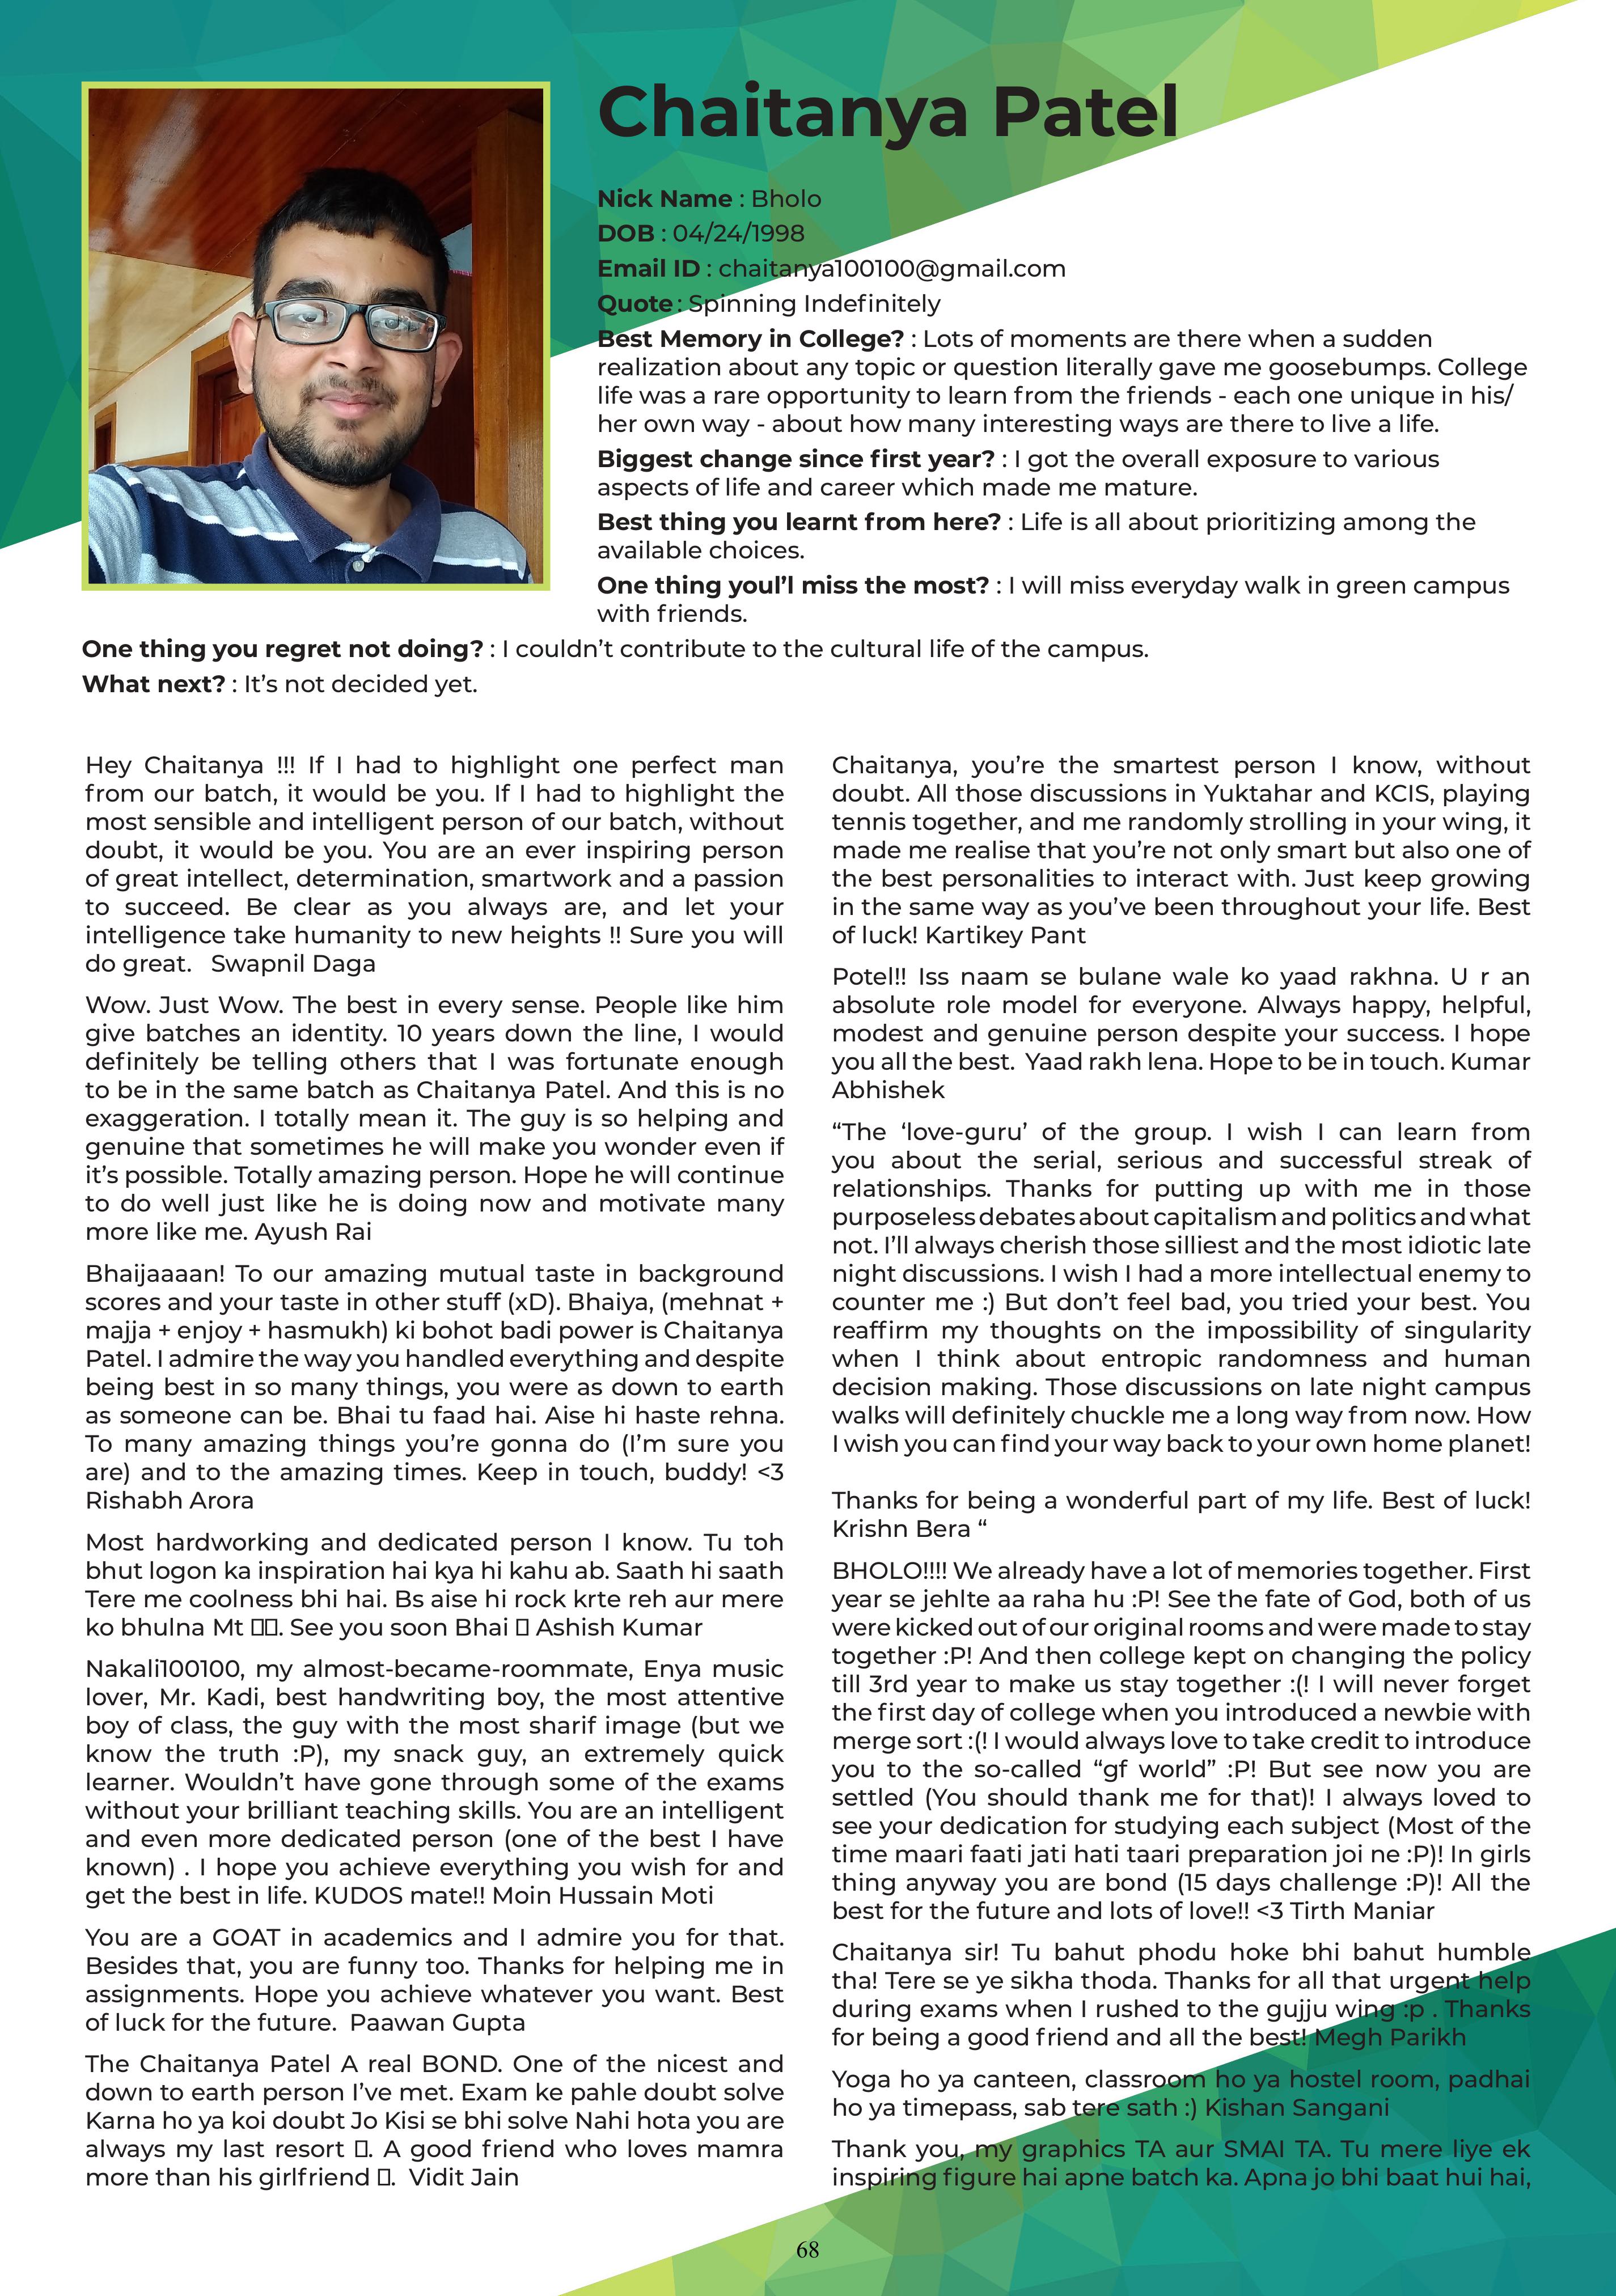 Chaitanya Patel
Nick Name : Bholo
DOB : 04/24/1998
Email ID : chaitanya100100@gmail.com
Quote : Spinning Indefinitely
Best Memory in College? : Lots of moments are there when a sudden
realization about any topic or question literally gave me goosebumps. College
life was a rare opportunity to learn from the friends - each one unique in his/
her own way - about how many interesting ways are there to live a life.
Biggest change since first year? : I got the overall exposure to various
aspects of life and career which made me mature.
Best thing you learnt from here? : Life is all about prioritizing among the
available choices.
One thing youl'l miss the most? : I will miss everyday walk in green campus
with friends.
One thing you regret not doing? : I couldn't contribute to the cultural life of the campus.
What next? : It's not decided yet.
Hey Chaitanya !!! If I had to highlight one perfect man
from our batch, it would be you. If I had to highlight the
most sensible and intelligent person of our batch, without
doubt, it would be you. You are an ever inspiring person
of great intellect, determination, smartwork and a passion
to succeed. Be clear as you always are, and let your
intelligence take humanity to new heights !! Sure you will
do great. Swapnil Daga
Wow. Just Wow. The best in every sense. People like him
give batches an identity. 10 years down the line, I would
definitely be telling others that I was fortunate enough
to be in the same batch as Chaitanya Patel. And this is no
exaggeration. I totally mean it. The guy is so helping and
genuine that sometimes he will make you wonder even if
it's possible. Totally amazing person. Hope he will continue
to do well just like he is doing now and motivate many
more like me. Ayush Rai
Bhaijaaaan! To our amazing mutual taste in background
scores and your taste in other stuff (xD). Bhaiya, (mehnat +
majja + enjoy + hasmukh) ki bohot badi power is Chaitanya
Patel. I admire the way you handled everything and despite
being best in so many things, you were as down to earth
as someone can be. Bhai tu faad hai. Aise hi haste rehna.
To many amazing things you're gonna do (I'm sure you
are) and to the amazing times. Keep in touch, buddy! <3
Rishabh Arora
Most hardworking and dedicated person I know. Tu toh
bhut logon ka inspiration hai kya hi kahu ab. Saath hi saath
Tere me coolness bhi hai. Bs aise hi rock krte reh aur mere
ko bhulna Mt □□. See you soon Bhai □ Ashish Kumar
Nakali100100, my almost-became-roommate, Enya music
lover, Mr. Kadi, best handwriting boy, the most attentive
boy of class, the guy with the most sharif image (but we
know the truth :P), my snack guy, an extremely quick
learner. Wouldn't have gone through some of the exams
without your brilliant teaching skills. You are an intelligent
and even more dedicated person (one of the best I have
known) . I hope you achieve everything you wish for and
get the best in life. KUDOS mate!! Moin Hussain Moti
You are a GOAT in academics and I admire you for that.
Besides that, you are funny too. Thanks for helping me in
assignments. Hope you achieve whatever you want. Best
of luck for the future. Paawan Gupta
The Chaitanya Patel A real BOND. One of the nicest and
down to earth person I've met. Exam ke pahle doubt solve
Karna ho ya koi doubt Jo Kisi se bhi solve Nahi hota you are
always my last resort □. A good friend who loves mamra
more than his girlfriend □. Vidit Jain
Chaitanya, you're the smartest person I know, without
doubt. All those discussions in Yuktahar and KCIS, playing
tennis together, and me randomly strolling in your wing, it
made me realise that you're not only smart but also one of
the best personalities to interact with. Just keep growing
in the same way as you've been throughout your life. Best
of luck! Kartikey Pant
Potel!! Iss naam se bulane wale ko yaad rakhna. U r an
absolute role model for everyone. Always happy, helpful,
modest and genuine person despite your success. I hope
you all the best. Yaad rakh lena. Hope to be in touch. Kumar
Abhishek
“The ‘love-guru’ of the group. I wish I can learn from
you about the serial, serious and successful streak of
relationships. Thanks for putting up with me in those
purposeless debates about capitalism and politics and what
not. I'll always cherish those silliest and the most idiotic late
night discussions. I wish I had a more intellectual enemy to
counter me :) But don't feel bad, you tried your best. You
reaffirm my thoughts on the impossibility of singularity
when I think about entropic randomness and human
decision making. Those discussions on late night campus
walks will definitely chuckle me a long way from now. How
I wish you can find your way back to your own home planet!
Thanks for being a wonderful part of my life. Best of luck!
Krishn Bera “
BHOLO!!!! We already have a lot of memories together. First
year se jehlte aa raha hu :P! See the fate of God, both of us
were kicked out of our original rooms and were made to stay
together :P! And then college kept on changing the policy
till 3rd year to make us stay together :(! I will never forget
the first day of college when you introduced a newbie with
merge sort :(! I would always love to take credit to introduce
you to the so-called “gf world” :P! But see now you are
settled (You should thank me for that)! I always loved to
see your dedication for studying each subject (Most of the
time maari faati jati hati taari preparation joi ne :P)! In girls
thing anyway you are bond (15 days challenge :P)! All the
best for the future and lots of love!! <3 Tirth Maniar
Chaitanya sir! Tu bahut phodu hoke bhi bahut humble
tha! Tere se ye sikha thoda. Thanks for all that urgent help
during exams when I rushed to the gujju wing :p . Thanks
for being a good friend and all the best! Megh Parikh
Yoga ho ya canteen, classroom ho ya hostel room, padhai
ho ya timepass, sab tere sath :) Kishan Sangani
Thank you, my graphics TA aur SMAI TA. Tu mere liye ek
inspiring figure hai apne batch ka. Apna jo bhi baat hui hai,
68